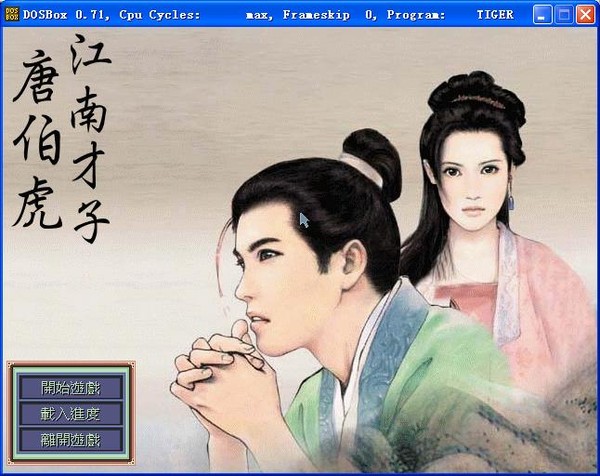 DOSBox 0.71, Cpu Cycles: max, Frameskip 0, Program: TIGER
江南才子
唐伯虎
開始遊戲
載入進度
離開遊戲